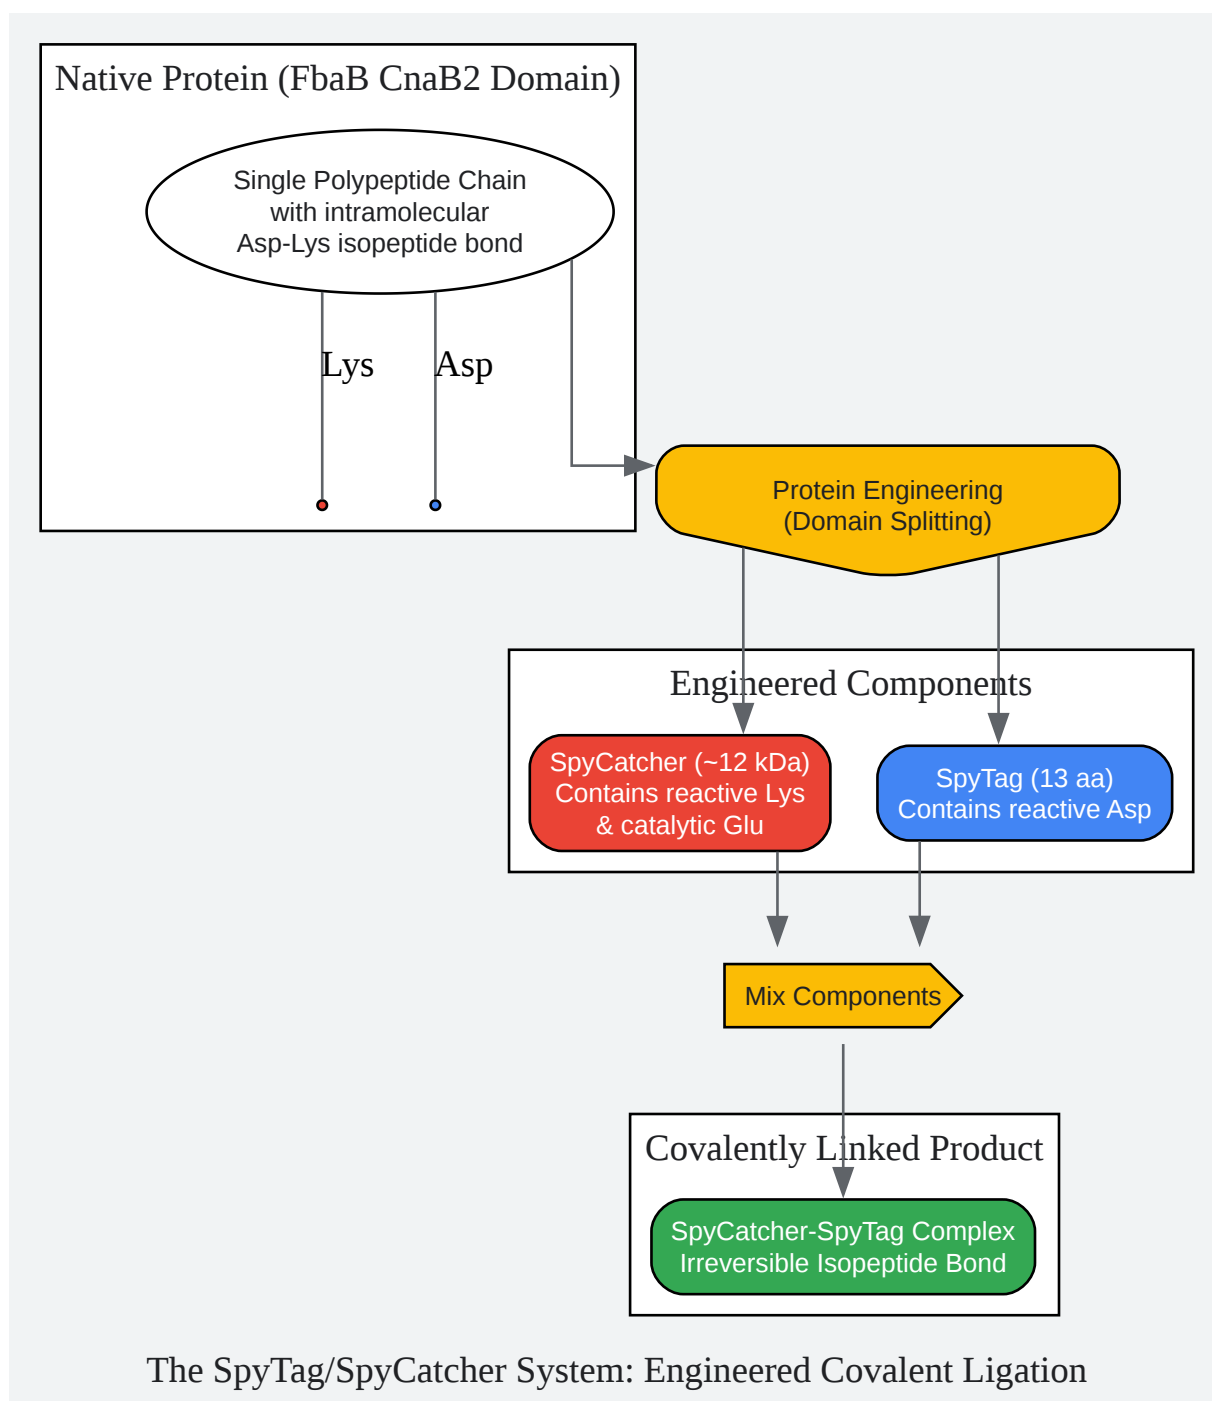 Native Protein (FbaB CnaB2 Domain)
Single Polypeptide Chain
with intramolecular
Asp-Lys isopeptide bond
Lys
Asp
Protein Engineering
(Domain Splitting)
Engineered Components
SpyCatcher (~12 kDa)
Contains reactive Lys
& catalytic Glu
SpyTag (13 aa)
Contains reactive Asp
Mix Components
Covalently Linked Product
SpyCatcher-SpyTag Complex
Irreversible Isopeptide Bond
The SpyTag/SpyCatcher System: Engineered Covalent Ligation